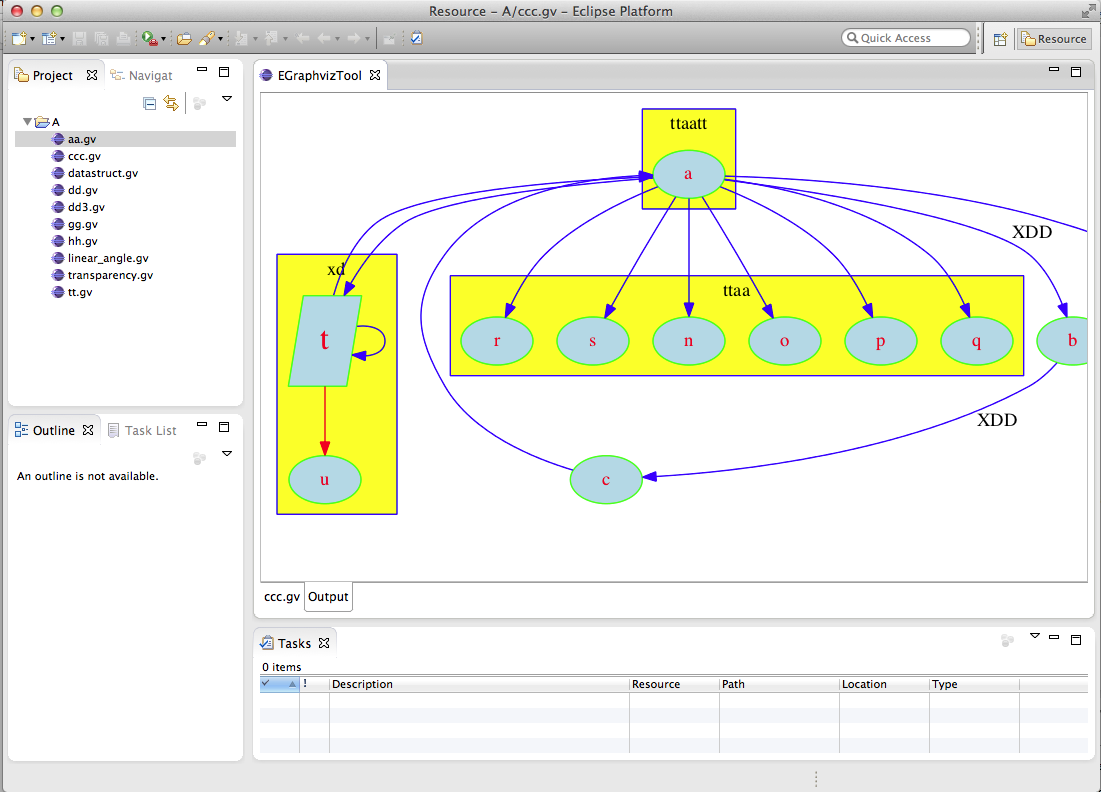 Resource - A/ccc.gv - Eclipse Platform
Quick Access
Resource
Project
Navigat
A
aa.gv
ccc.gv
datastruct.gv
dd.gv
dd3.gv
gg.gv
hh.gv
linear_angle.gv
transparency.gv
tt.gv
Outline
Task List
An outline is not available.
EGraphvizTool
ttaatt
a
XDD
xd
t
ttaa
r s n o p q b
XDD
u
c
ccc.gv
Output
Tasks
0 items
! Description Resource Path Location Type